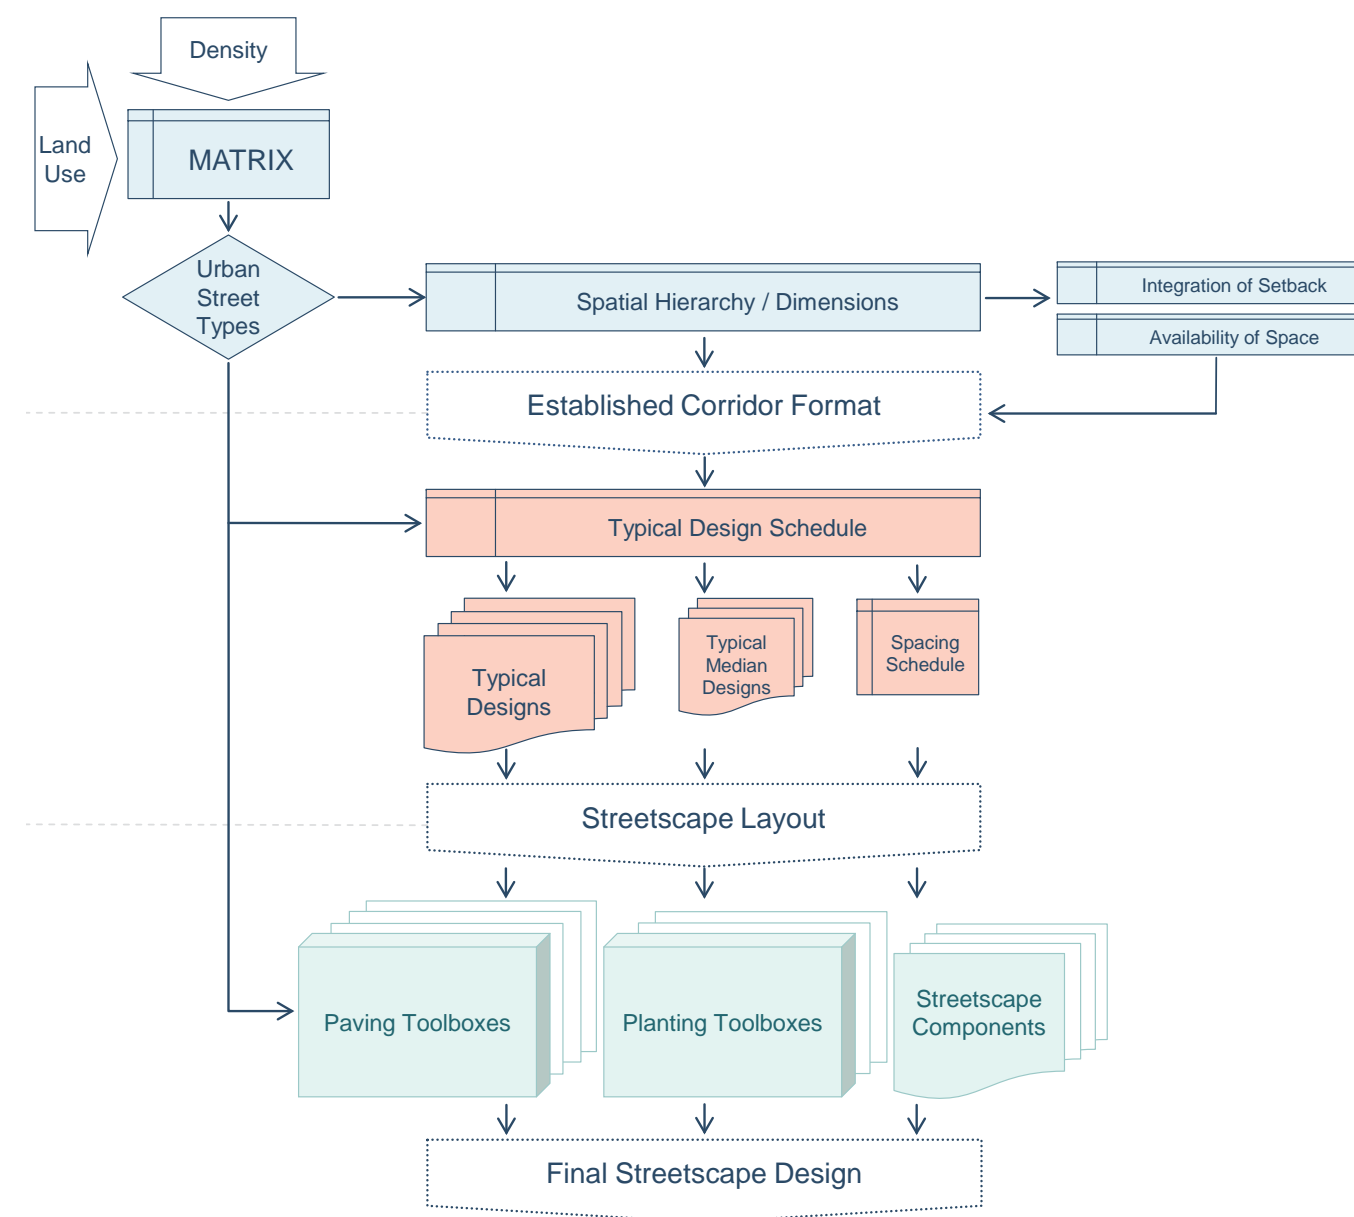 Density
Land
Use
MATRIX
Urban
Street
Types
Spatial Hierarchy / Dimensions
Integration of Setback
Availability of Space
Established Corridor Format
Typical Design Schedule
Typical
Designs
Typical
Median
Designs
Spacing
Schedule
Streetscape Layout
Paving Toolboxes
Planting Toolboxes
Streetscape
Components
Final Streetscape Design